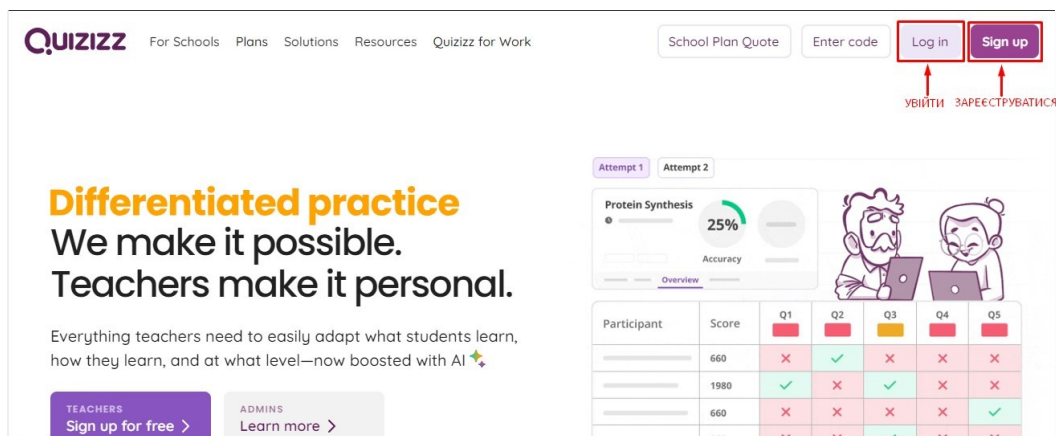 QUIZIZZ For Schools Plans Solutions Resources Quizizz for Work School Plan Quote Enter code Log in Sign up
УВІЙТИ ЗАРЕЄСТРУВАТИСЯ
Differentiated practice
We make it possible.
Teachers make it personal.
Everything teachers need to easily adapt what students learn,
how they learn, and at what level—now boosted with AI
TEACHERS
Sign up for free >
ADMINS
Learn more >
Attempt 1 Attempt 2
Protein Synthesis
25%
Accuracy
Overview
Participant Score Q1 Q2 Q3 Q4 Q5
660
1980
660